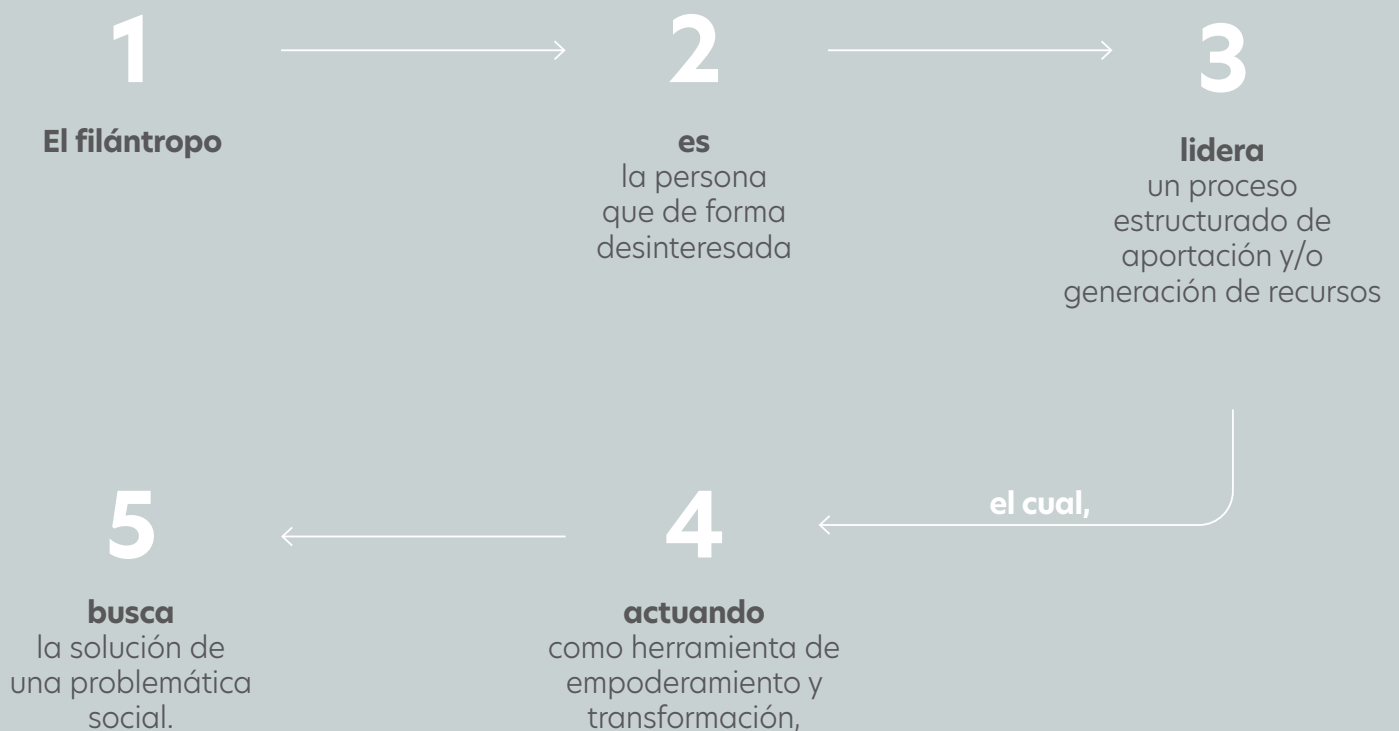 1
El filántropo
2
es
la persona
que de forma
desinteresada
3
lidera
un proceso
estructurado de
aportación y/o
generación de recursos
el cual,
4
actuando
como herramienta de
empoderamiento y
transformación,
5
busca
la solución de
una problemática
social.